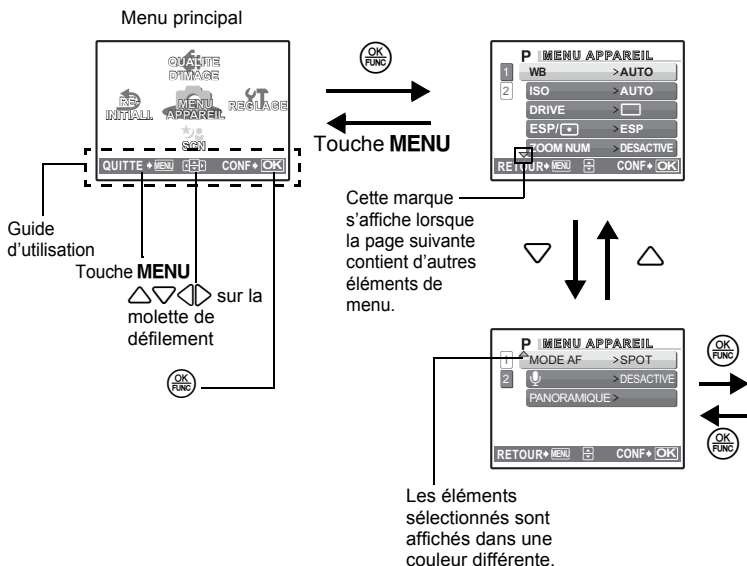 Menu principal
QUALITE
D'IMAGE
RE-
INITIALI.
MENU
APPAREIL
REGLAGE
SCN
QUITTE MENU CONF OK
Guide
d'utilisation
Touche MENU
sur la
molette de
défilement
OK
FUNC
OK
FUNC
Touche MENU
P MENU APPAREIL
1 WB >AUTO
2 ISO >AUTO
DRIVE >
ESP/ >ESP
ZOOM NUM >DESACTIVE
RETOUR MENU CONF OK
Cette marque
s'affiche lorsque
la page suivante
contient d'autres
éléments de
menu.
P MENU APPAREIL
1 MODE AF >SPOT
2 >DESACTIVE
PANORAMIQUE >
RETOUR MENU CONF OK
OK
FUNC
OK
FUNC
Les éléments
sélectionnés sont
affichés dans une
couleur différente.